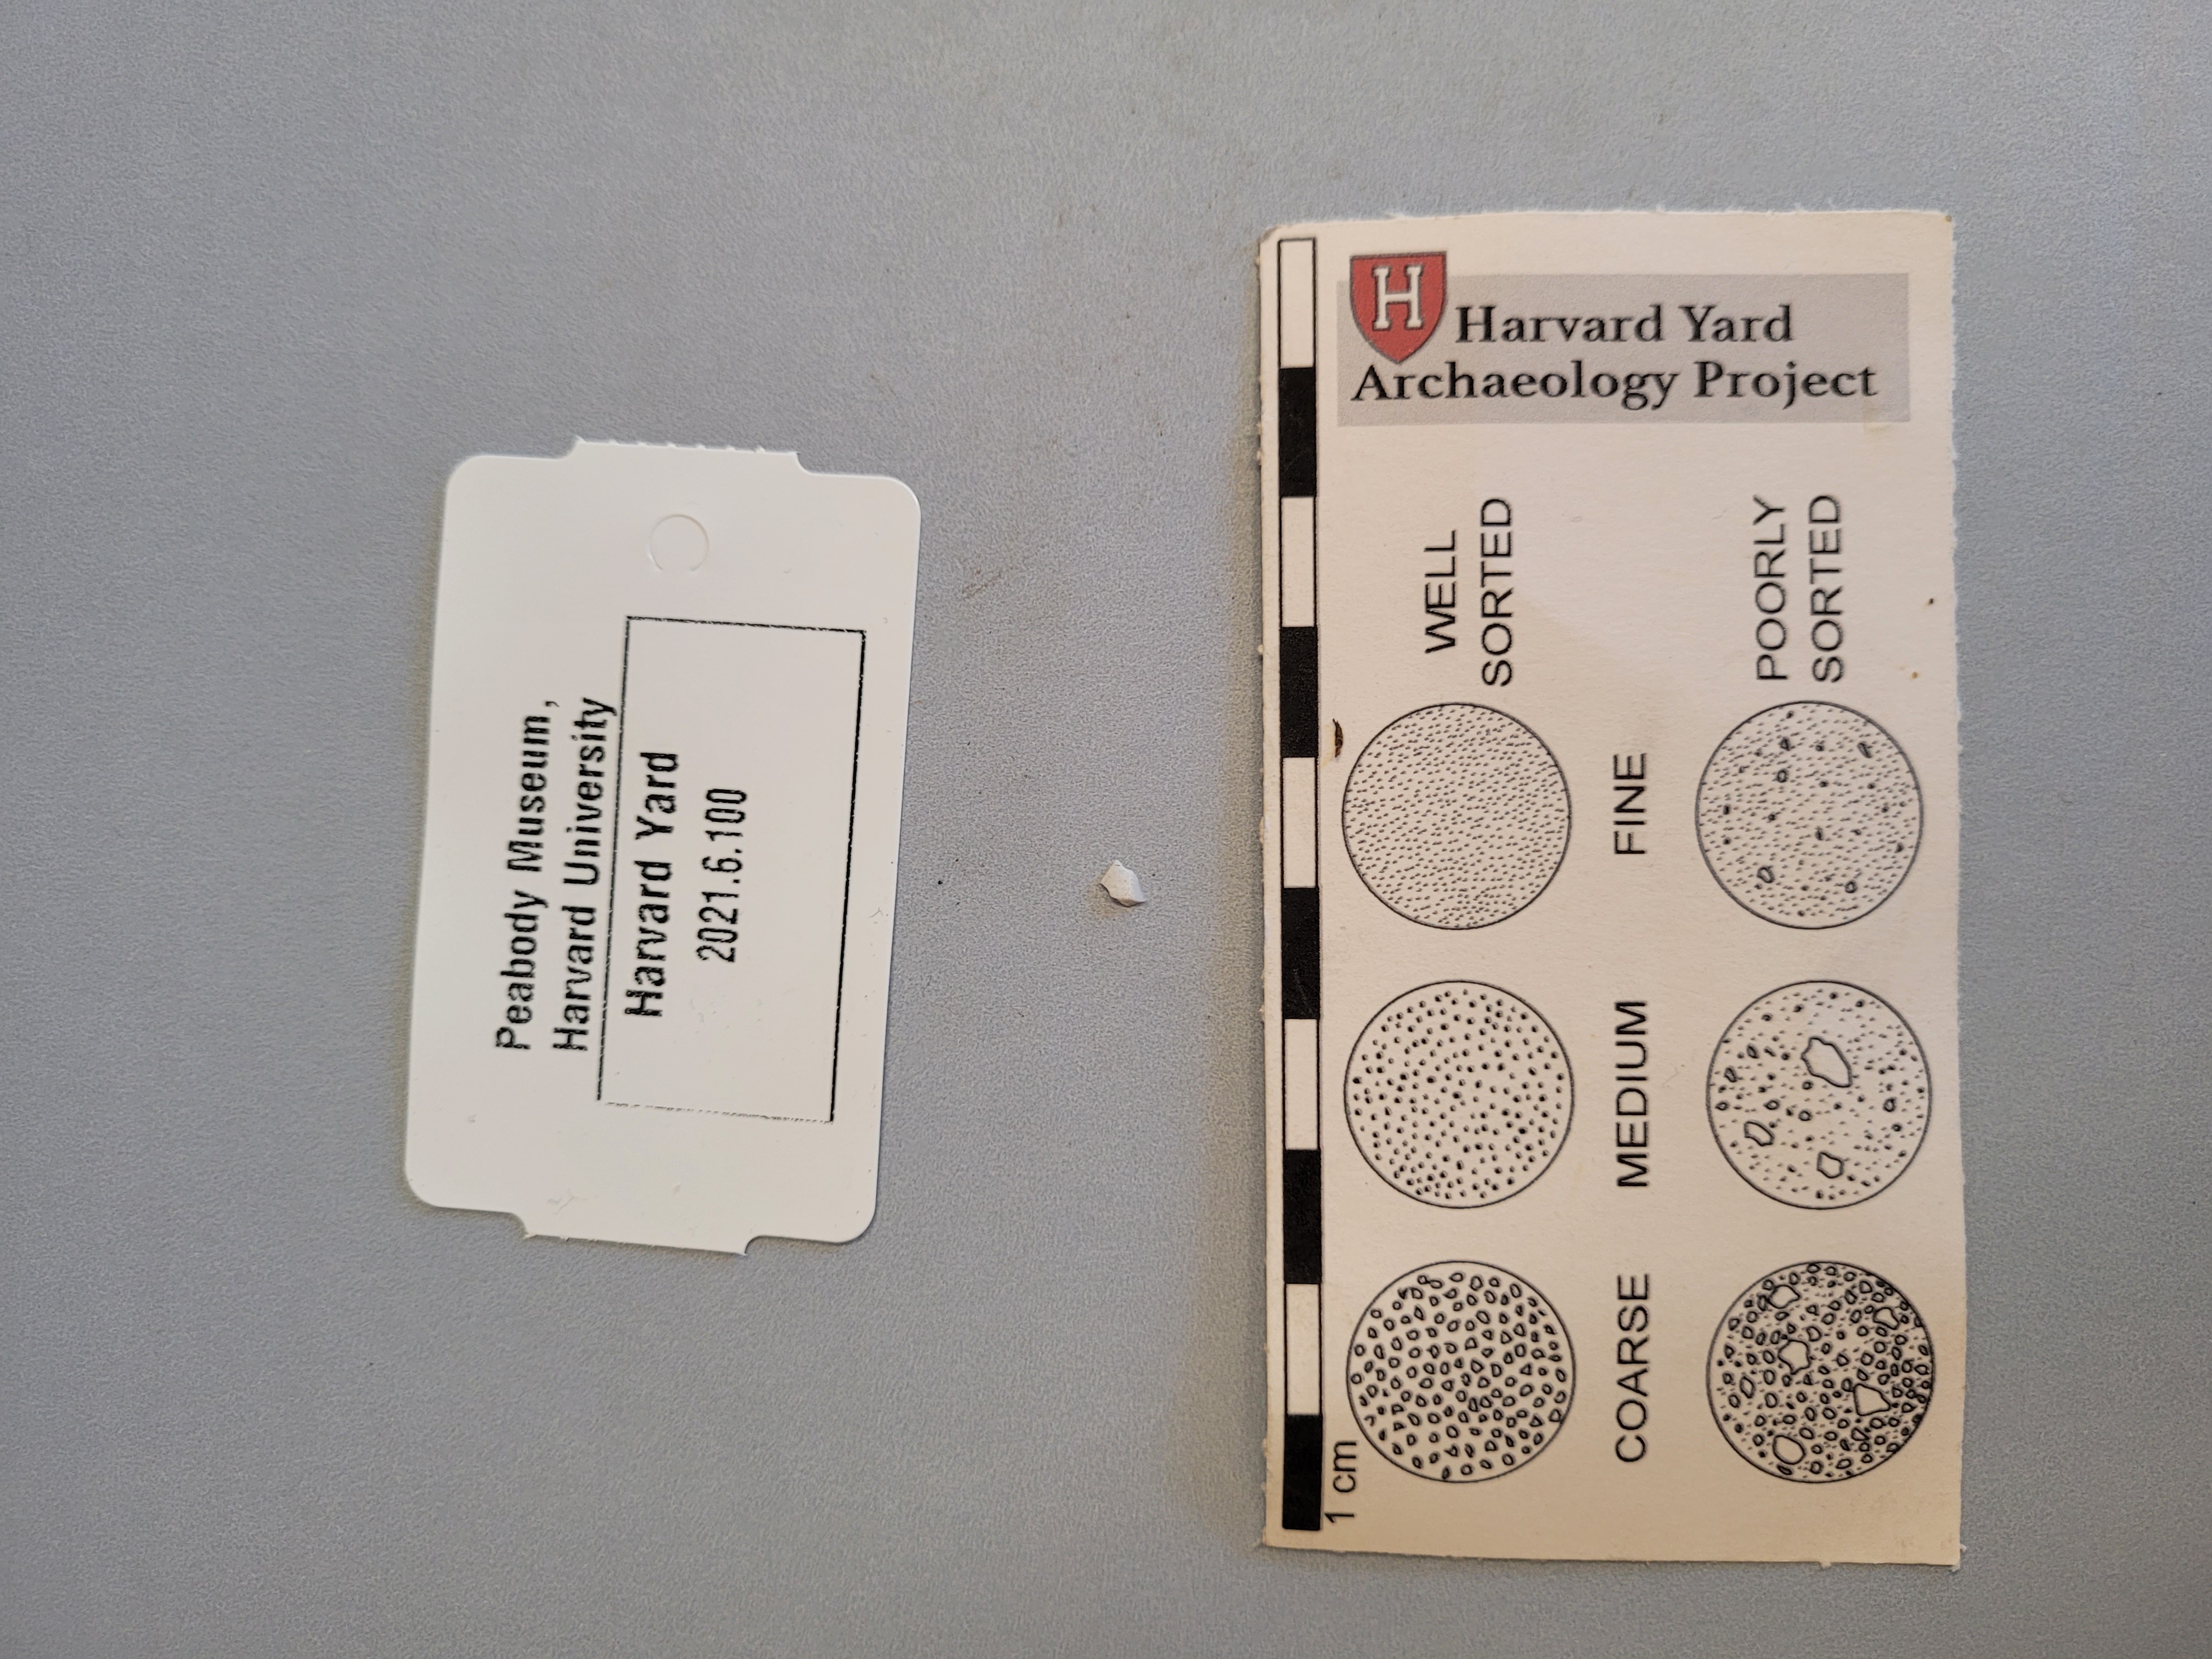 Peabody Museum,
Harvard University
Harvard Yard
2021.6.100
H
Harvard Yard
Archaeology Project
WELL
SORTED
POORLY
SORTED
FINE
MEDIUM
COARSE
1 cm